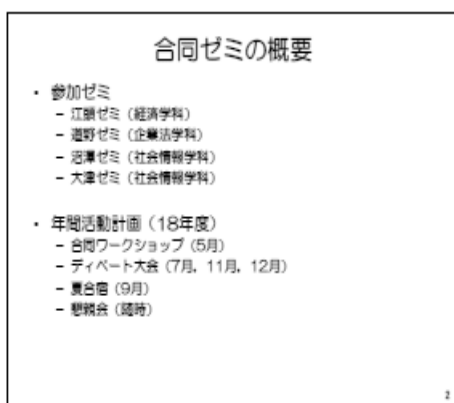 合同ゼミの概要
• 参加ゼミ
– 江頭ゼミ（経済学科）
– 道野ゼミ（企業法学科）
– 沼澤ゼミ（社会情報学科）
– 大津ゼミ（社会情報学科）
• 年間活動計画（18年度）
– 合同ワークショップ（5月）
– ディベート大会（7月，11月，12月）
– 夏合宿（9月）
– 懇親会（随時）
2